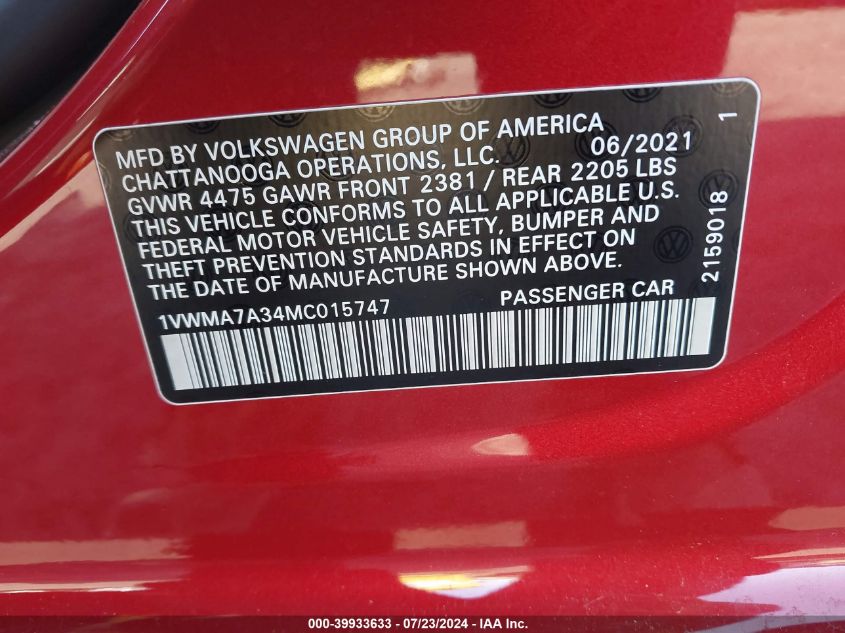 MFD BY VOLKSWAGEN GROUP OF AMERICA
CHATTANOOGA OPERATIONS, LLC. 06/2021
GVWR 4475 GAWR FRONT 2381 / REAR 2205 LBS
THIS VEHICLE CONFORMS TO ALL APPLICABLE U.S.
FEDERAL MOTOR VEHICLE SAFETY, BUMPER AND
THEFT PREVENTION STANDARDS IN EFFECT ON
THE DATE OF MANUFACTURE SHOWN ABOVE.
1VWMA7A34MC015747 PASSENGER CAR
2159018 1
000-39933633 - 07/23/2024 - IAA Inc.